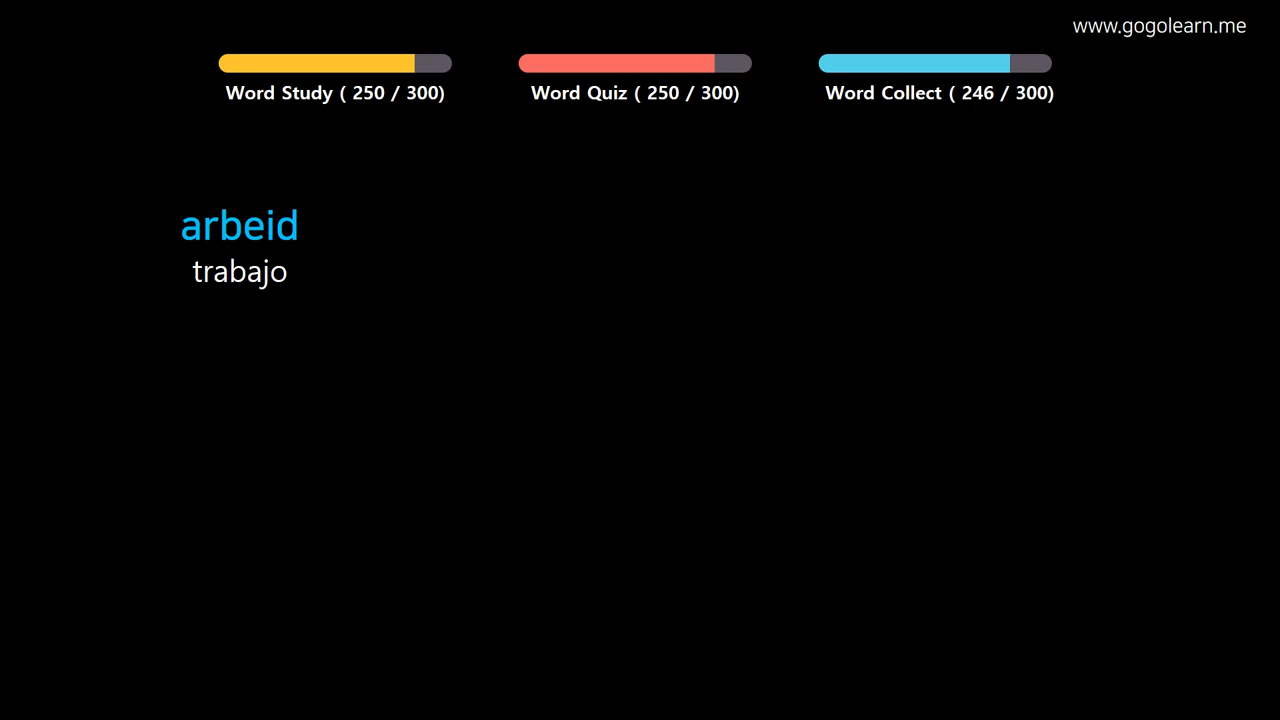 www.gogolearn.me
Word Study ( 250 / 300)
Word Quiz ( 250 / 300)
Word Collect ( 246 / 300)
arbeid
trabajo